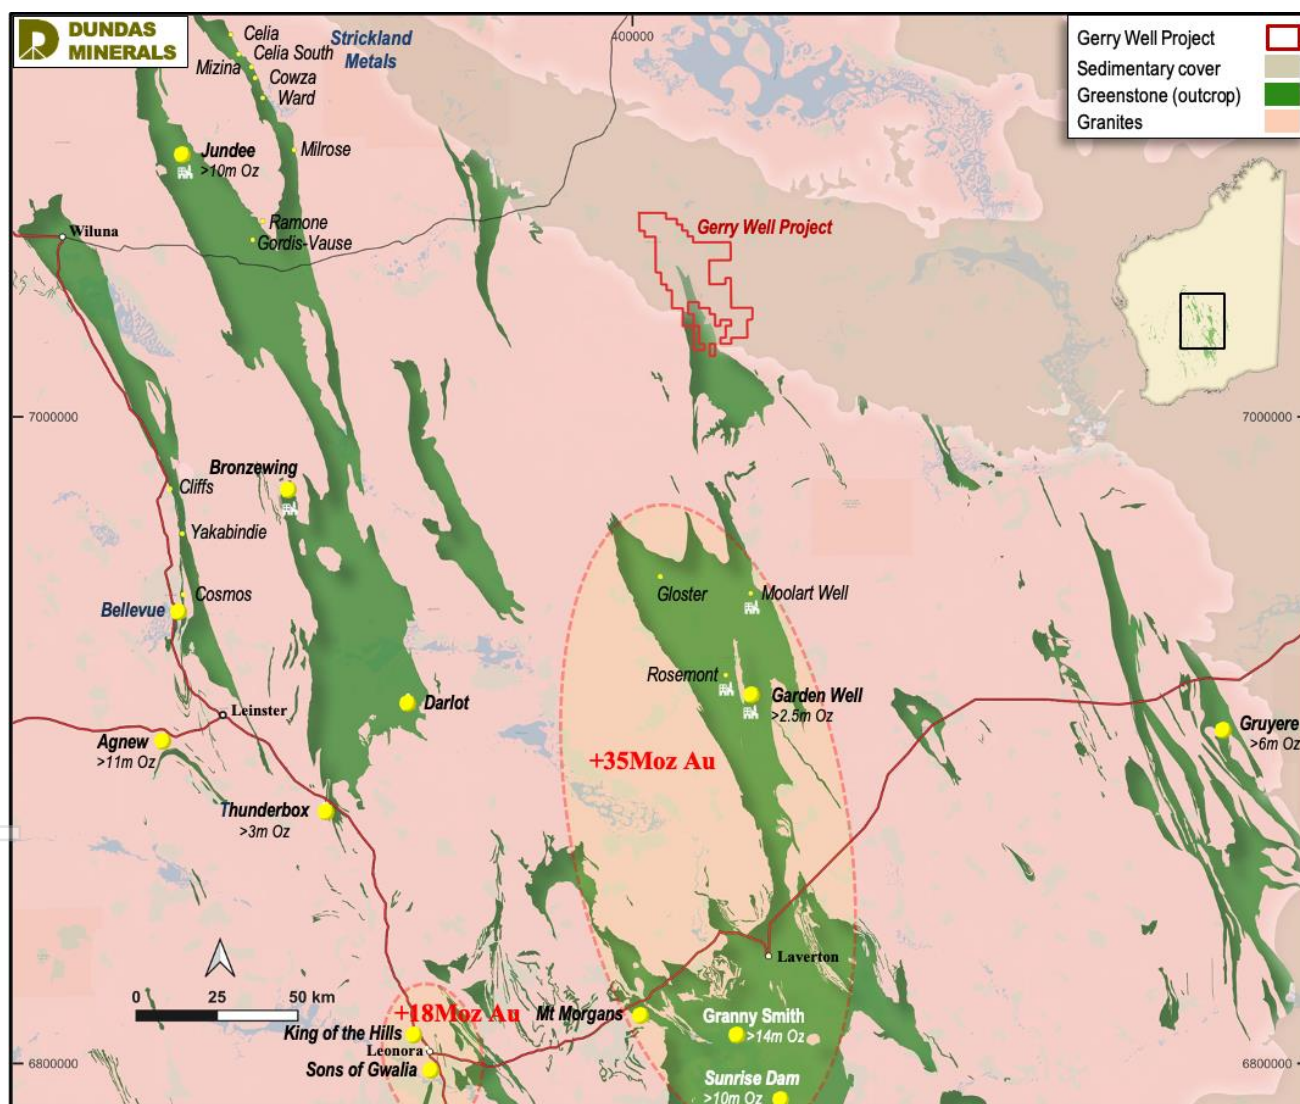 DUNDAS
MINERALS
Celia
Celia South
Mizina
Cowza
Ward
Strickland
Metals
400000
Gerry Well Project
Sedimentary cover
Greenstone (outcrop)
Granites
Jundee
>10m Oz
Milrose
Ramone
Gordis-Vause
Wiluna
Gerry Well Project
7000000
7000000
Bronzewing
Cliffs
Yakabindie
Cosmos
Bellevue
Gloster
Moolart Well
Rosemont
Garden Well
>2.5m Oz
Darlot
Leinster
Agnew
>11m Oz
Gruyere
>6m Oz
+35Moz Au
Thunderbox
>3m Oz
Laverton
0 25 50 km
+18Moz Au
Mt Morgans
Granny Smith
>14m Oz
King of the Hills
Leonora
Sons of Gwalia
6800000
6800000
Sunrise Dam
>10m Oz